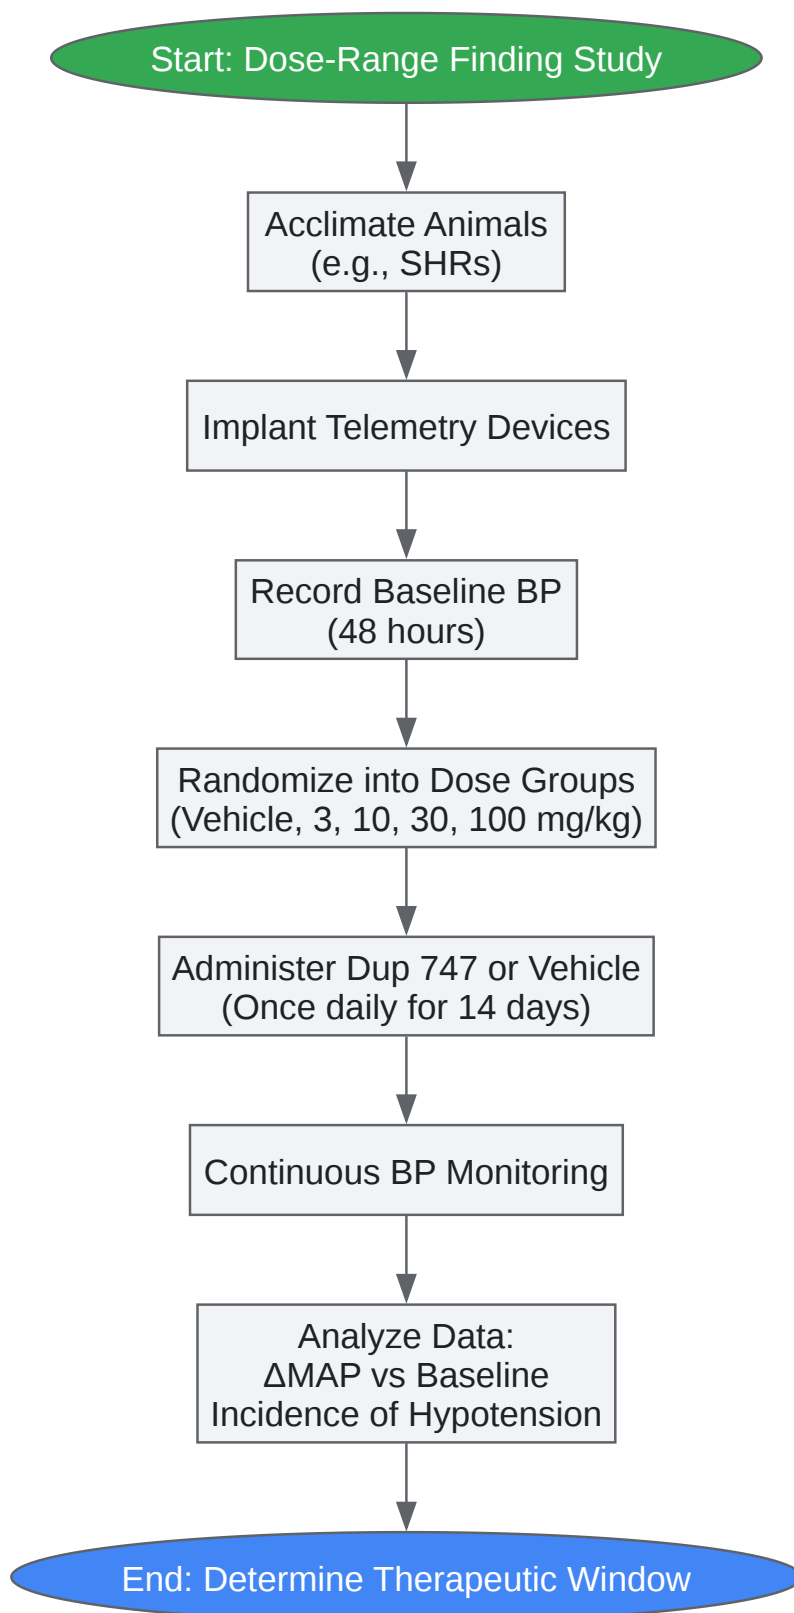 Start: Dose-Range Finding Study
Acclimate Animals
(e.g., SHRs)
Implant Telemetry Devices
Record Baseline BP
(48 hours)
Randomize into Dose Groups
(Vehicle, 3, 10, 30, 100 mg/kg)
Administer Dup 747 or Vehicle
(Once daily for 14 days)
Continuous BP Monitoring
Analyze Data:
ΔMAP vs Baseline
Incidence of Hypotension
End: Determine Therapeutic Window